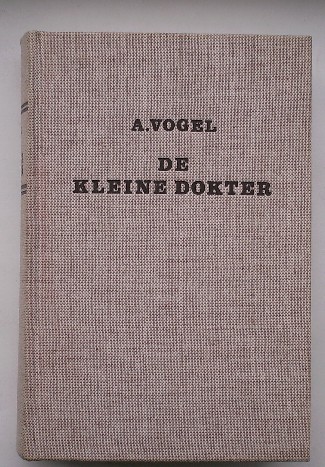 A. VOGEL
DE
KLEINE DOKTER